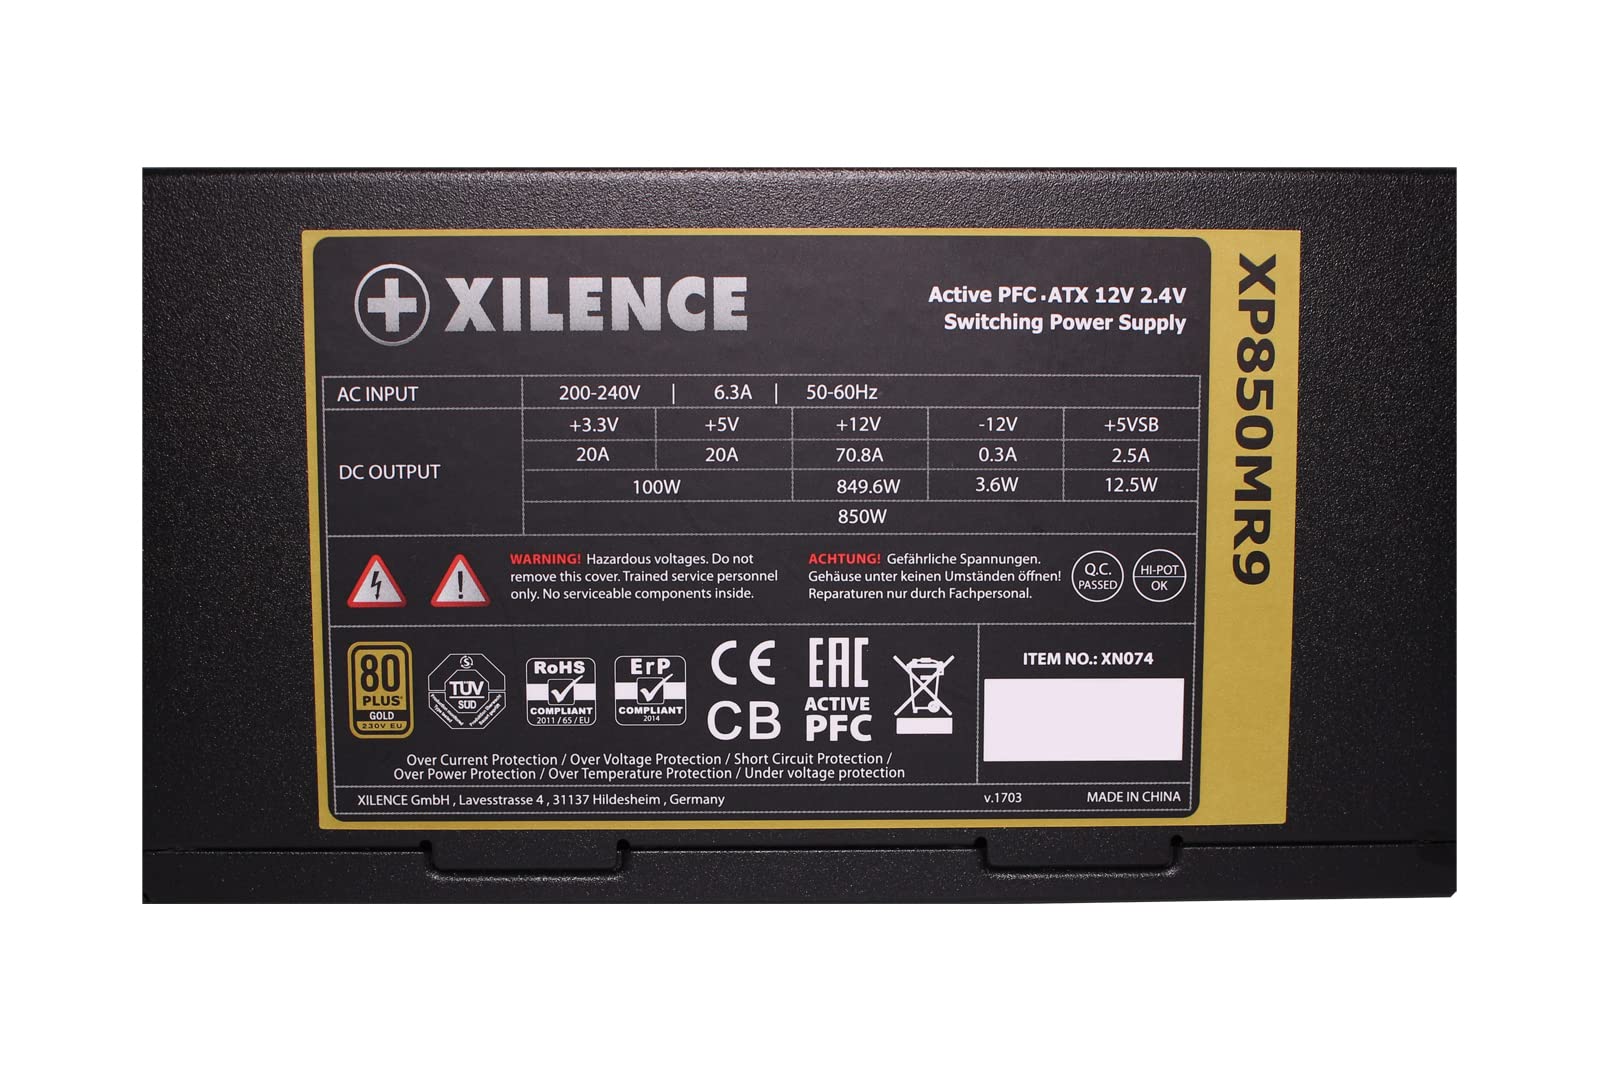 XILENCE
Active PFC · ATX 12V 2.4V
Switching Power Supply
XP850MR9
AC INPUT 200-240V | 6.3A | 50-60Hz
DC OUTPUT
+3.3V +5V +12V -12V +5VSB
20A 20A 70.8A 0.3A 2.5A
100W 849.6W 3.6W 12.5W
850W
WARNING! Hazardous voltages. Do not
remove this cover. Trained service personnel
only. No serviceable components inside.
ACHTUNG! Gefährliche Spannungen.
Gehäuse unter keinen Umständen öffnen!
Reparaturen nur durch Fachpersonal.
Q.C.
PASSED
HI-POT
OK
80
PLUS
GOLD
230V EU
TÜV
SÜD
RoHS
COMPLIANT
2011 / 65 / EU
ErP
COMPLIANT
2014
CE
CB
EAC
ACTIVE
PFC
ITEM NO.: XN074
Over Current Protection / Over Voltage Protection / Short Circuit Protection /
Over Power Protection / Over Temperature Protection / Under voltage protection
XILENCE GmbH , Lavesstrasse 4 , 31137 Hildesheim , Germany
v.1703
MADE IN CHINA